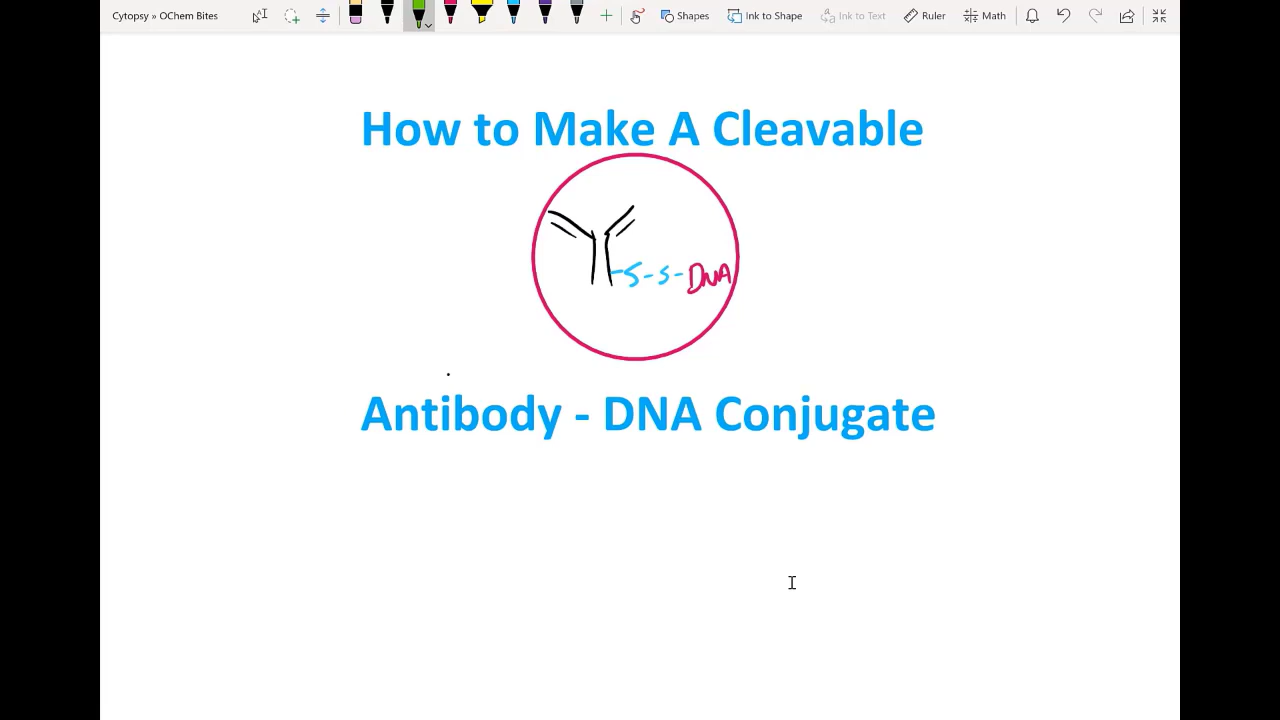 Cytopsy » OChem Bites
Shapes
Ink to Shape
Ink to Text
Ruler
Math
How to Make A Cleavable
-S-S-DNA
Antibody - DNA Conjugate